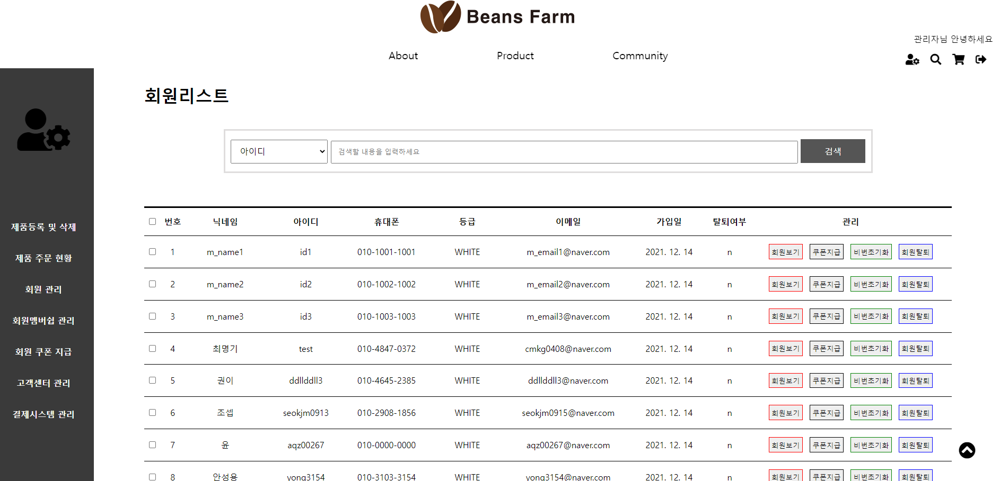 Beans Farm
관리자님 안녕하세요
About Product Community
회원리스트
아이디 검색할 내용을 입력하세요 검색
제품등록 및 삭제
제품 주문 현황
회원 관리
회원멤버쉽 관리
회원 쿠폰 지급
고객센터 관리
결제시스템 관리
번호 닉네임 아이디 휴대폰 등급 이메일 가입일 탈퇴여부 관리
1 m_name1 id1 010-1001-1001 WHITE m_email1@naver.com 2021. 12. 14 n 회원보기 쿠폰지급 비번초기화 회원탈퇴
2 m_name2 id2 010-1002-1002 WHITE m_email2@naver.com 2021. 12. 14 n 회원보기 쿠폰지급 비번초기화 회원탈퇴
3 m_name3 id3 010-1003-1003 WHITE m_email3@naver.com 2021. 12. 14 n 회원보기 쿠폰지급 비번초기화 회원탈퇴
4 최명기 test 010-4847-0372 WHITE cmkg0408@naver.com 2021. 12. 14 n 회원보기 쿠폰지급 비번초기화 회원탈퇴
5 권이 ddllddll3 010-4645-2385 WHITE ddllddll3@naver.com 2021. 12. 14 n 회원보기 쿠폰지급 비번초기화 회원탈퇴
6 조셉 seokjm0913 010-2908-1856 WHITE seokjm0915@naver.com 2021. 12. 14 n 회원보기 쿠폰지급 비번초기화 회원탈퇴
7 윤 aqz00267 010-0000-0000 WHITE aqz00267@naver.com 2021. 12. 14 n 회원보기 쿠폰지급 비번초기화 회원탈퇴
8 안성용 yong3154 010-3103-3154 WHITE yong3154@naver.com 2021. 12. 14 n 회원보기 쿠폰지급 비번초기화 회원탈퇴